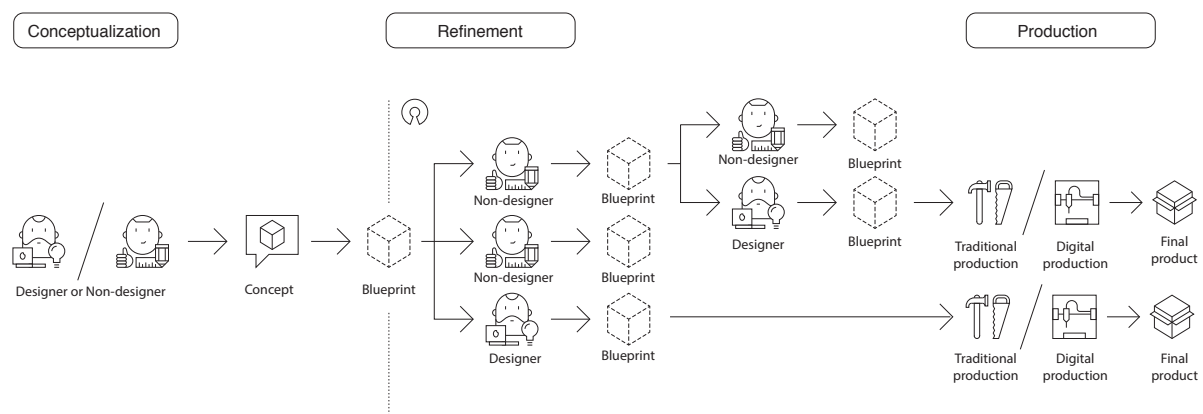 Conceptualization
Refinement
Production
Non-designer
Blueprint
Non-designer
Blueprint
Designer
Blueprint
Traditional
production
Digital
production
Final
product
Designer or Non-designer
Concept
Blueprint
Non-designer
Blueprint
Designer
Blueprint
Traditional
production
Digital
production
Final
product